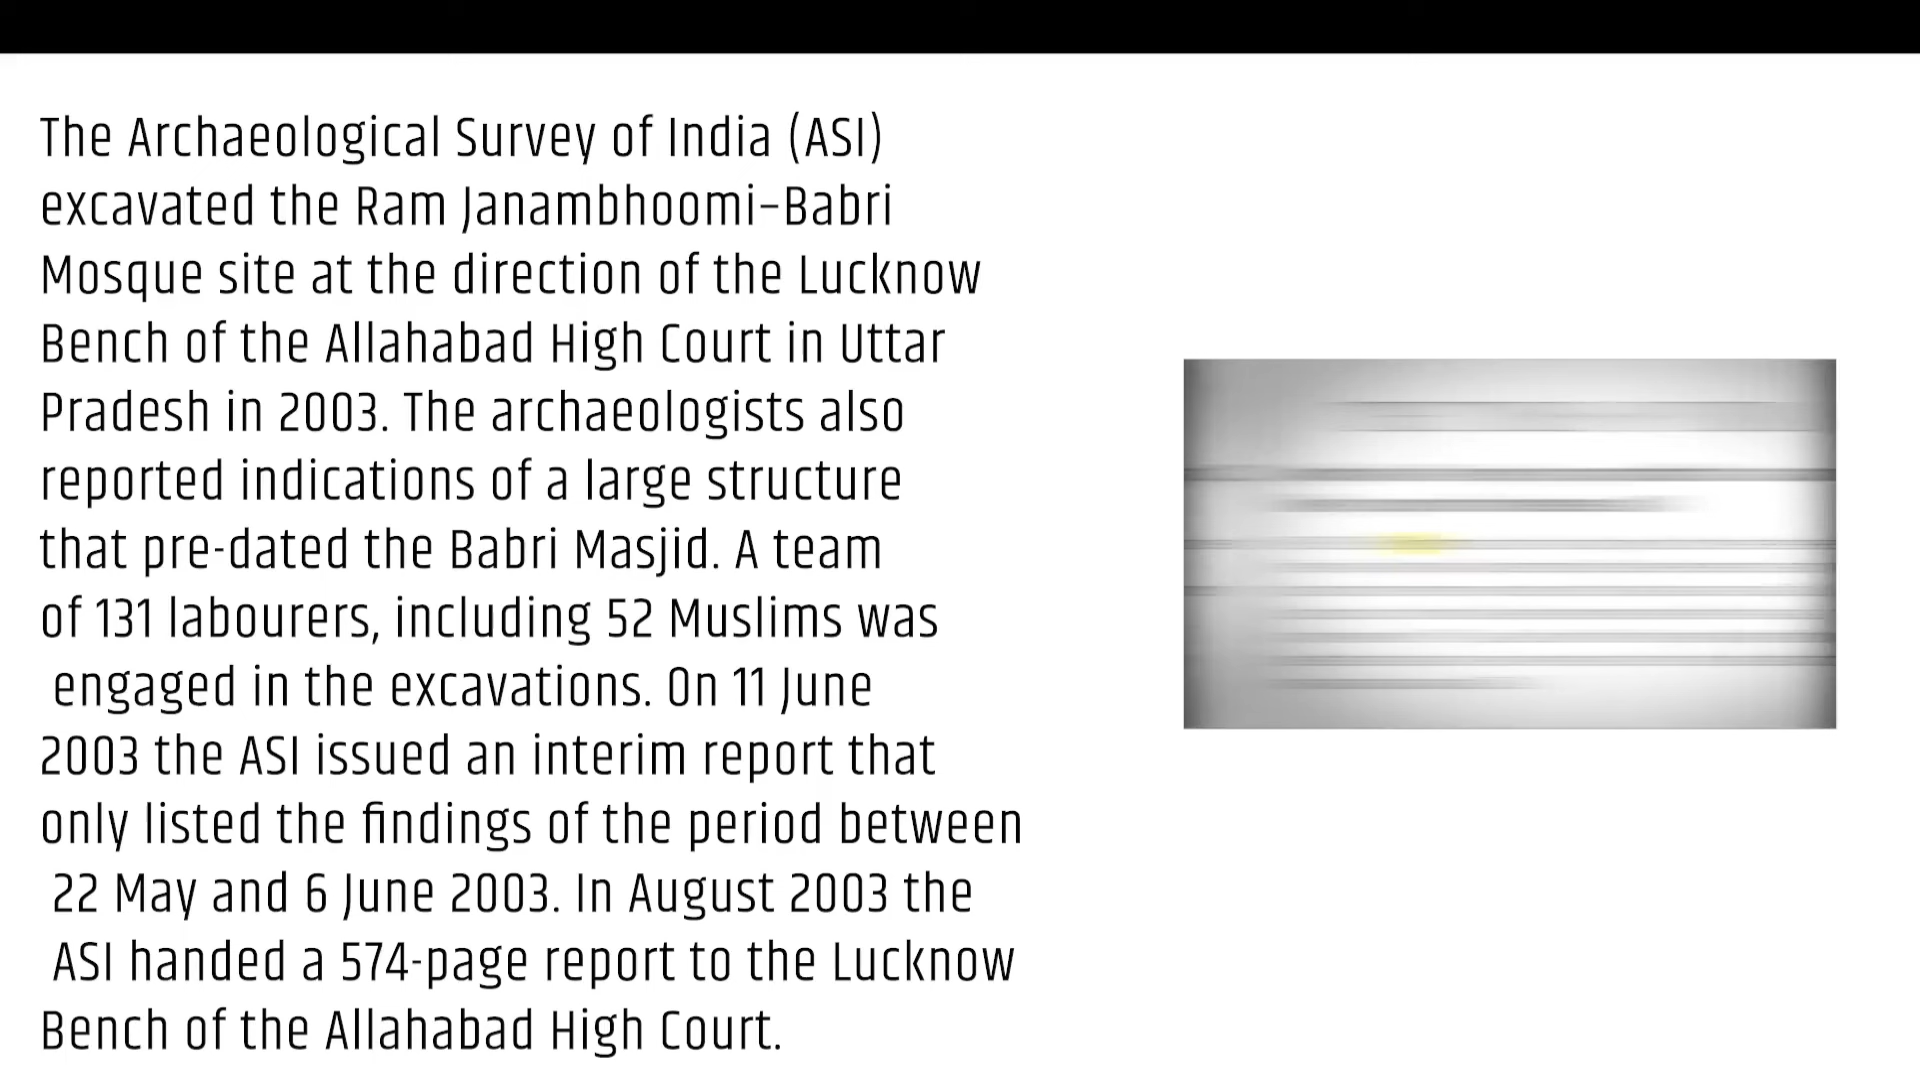 The Archaeological Survey of India (ASI)
excavated the Ram Janambhoomi–Babri
Mosque site at the direction of the Lucknow
Bench of the Allahabad High Court in Uttar
Pradesh in 2003. The archaeologists also
reported indications of a large structure
that pre-dated the Babri Masjid. A team
of 131 labourers, including 52 Muslims was
engaged in the excavations. On 11 June
2003 the ASI issued an interim report that
only listed the findings of the period between
22 May and 6 June 2003. In August 2003 the
ASI handed a 574-page report to the Lucknow
Bench of the Allahabad High Court.